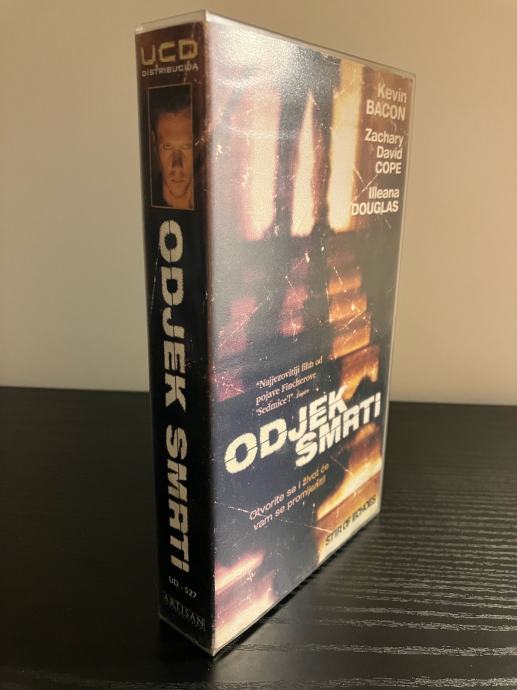 UCD
DISTRIBUCIJA
ODJEK SMRTI
UD - 527
ARTISAN
Kevin
BACON
Zachary
David
COPE
Illeana
DOUGLAS
"Najjezovitiji film od
pojave Fincherove
'Sedmice'!"
ODJEK
SMRTI
Otvorite se i život će
vam se promijeniti!
STIR OF ECHOES